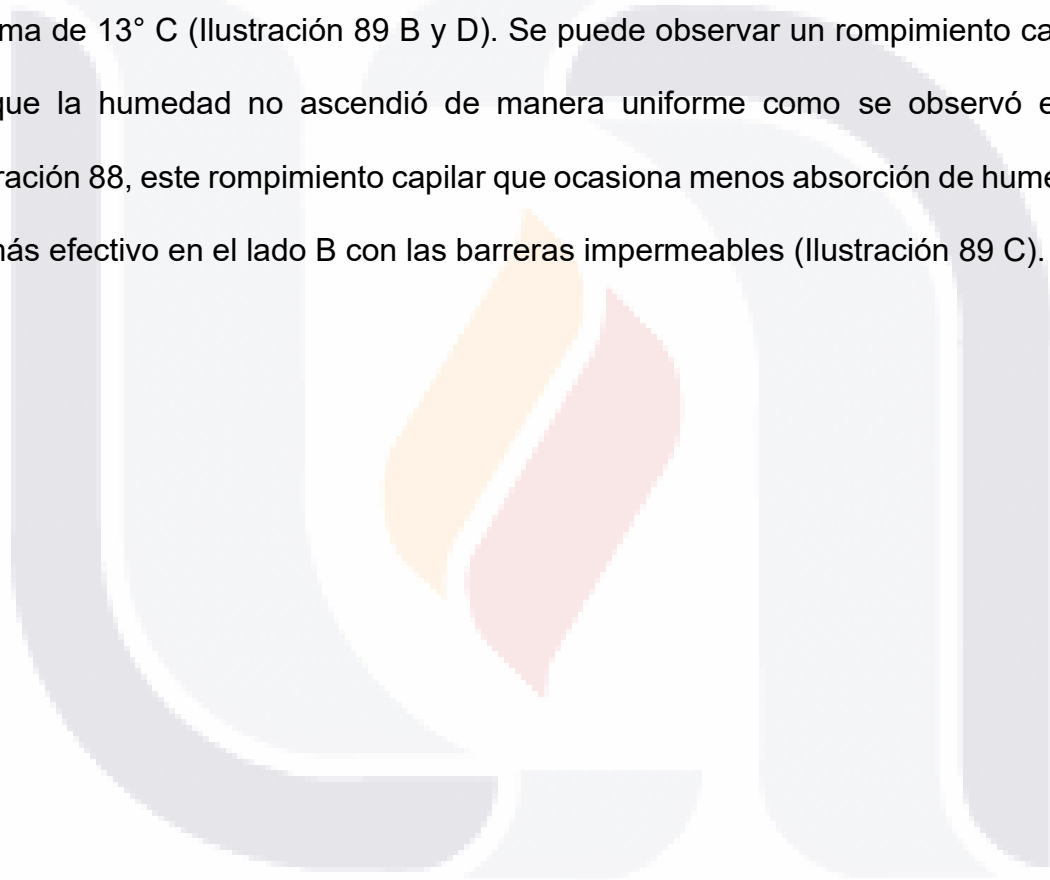 ma de 13° C (Ilustración 89 B y D). Se puede observar un rompimiento ca
que la humedad no ascendió de manera uniforme como se observó e
ración 88, este rompimiento capilar que ocasiona menos absorción de hume
más efectivo en el lado B con las barreras impermeables (Ilustración 89 C).